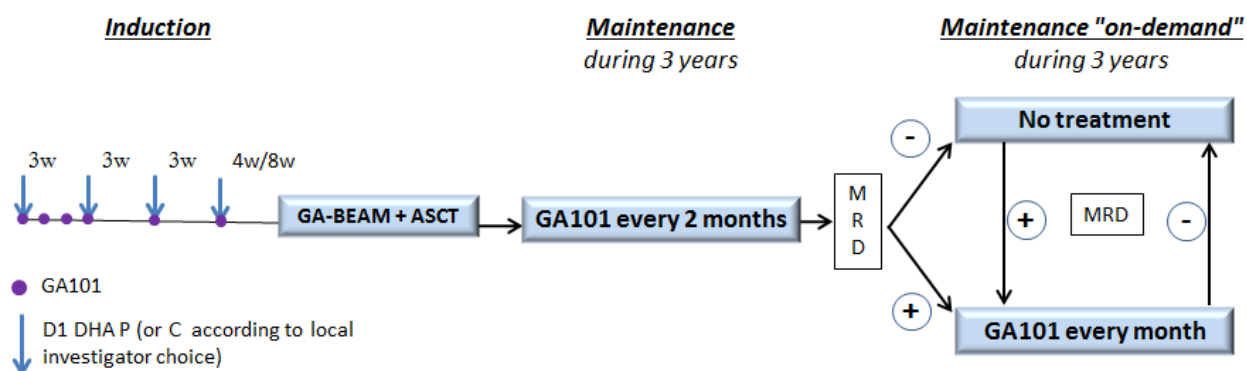 Induction
Maintenance
during 3 years
Maintenance "on-demand"
during 3 years
3w
3w
3w
4w/8w
GA-BEAM + ASCT
GA101 every 2 months
M
R
D
-
+
No treatment
+
MRD
-
GA101 every month
GA101
D1 DHA P (or C according to local
investigator choice)